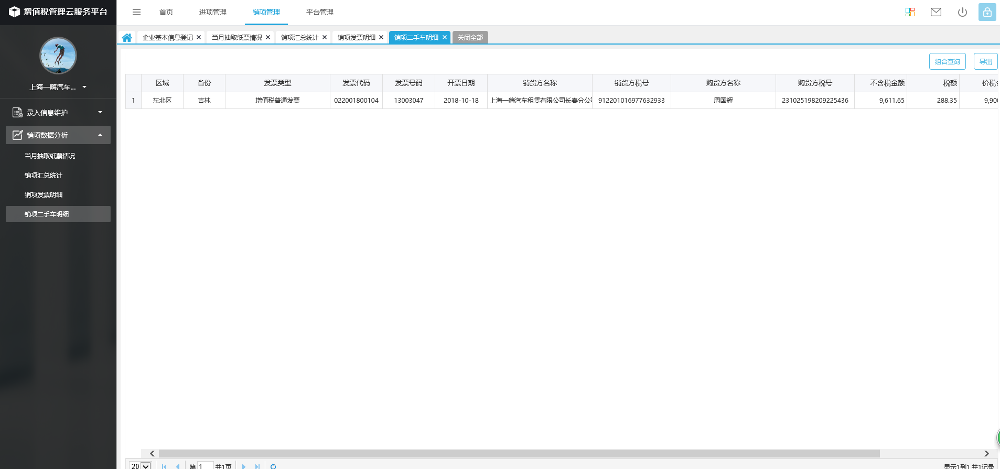 增值税管理云服务平台
首页 进项管理 销项管理 平台管理
企业基本信息登记 × 当月抽取纸票情况 × 销项汇总统计 × 销项发票明细 × 销项二手车明细 × 关闭全部
上海一嗨汽车...
录入信息维护
销项数据分析
当月抽取纸票情况
销项汇总统计
销项发票明细
销项二手车明细
组合查询 导出
区域 省份 发票类型 发票代码 发票号码 开票日期 销货方名称 销货方税号 购货方名称 购货方税号 不含税金额 税额 价税
1 东北区 吉林 增值税普通发票 022001800104 13003047 2018-10-18 上海一嗨汽车租赁有限公司长春分公 912201016977632933 周国辉 231025198209225436 9,611.65 288.35 9,90
20 第 1 共1页 显示1到1 共1记录